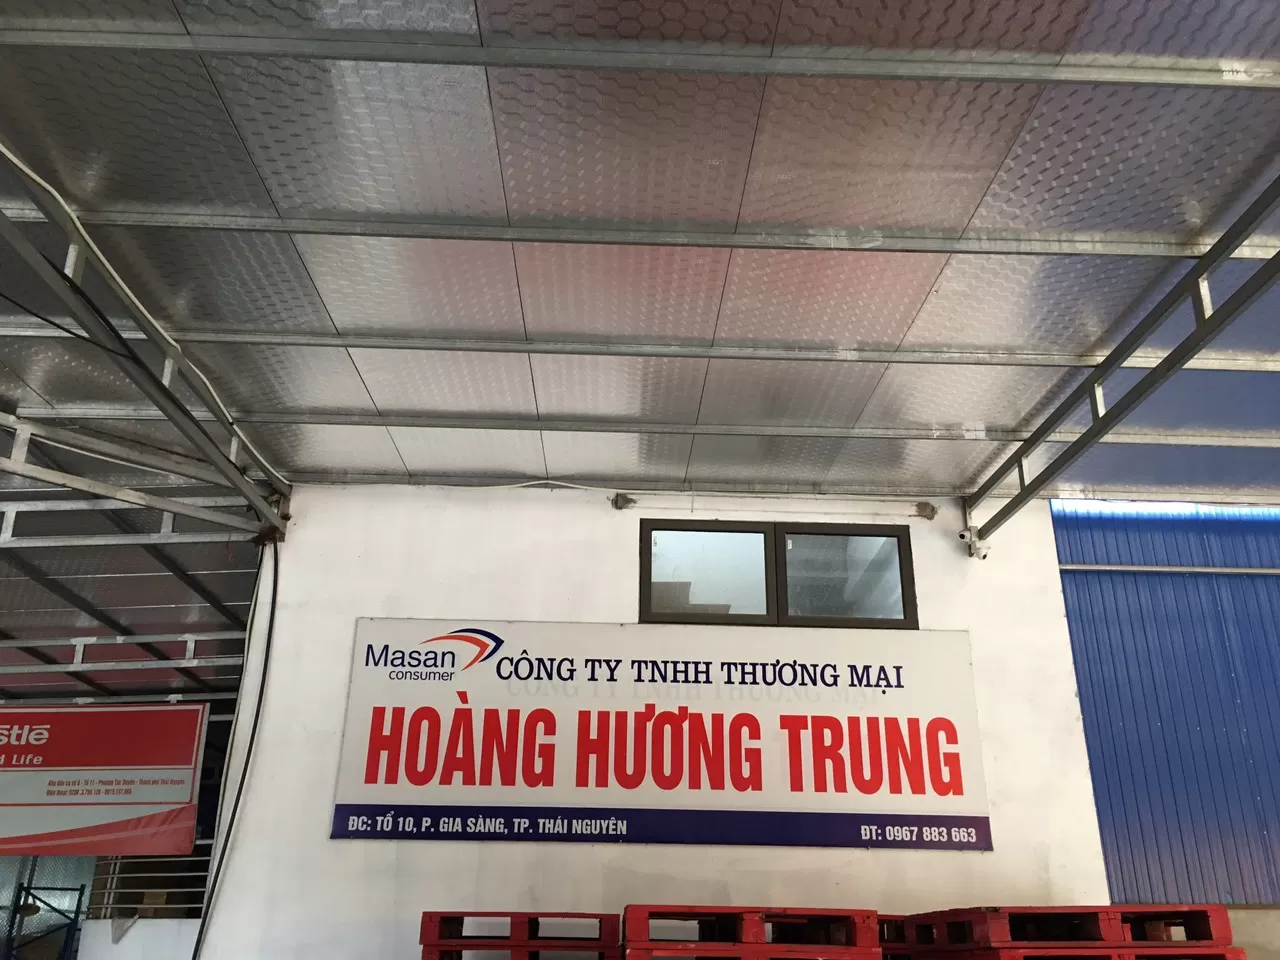 Masan
consumer
CÔNG TY TNHH THƯƠNG MẠI
HOÀNG HƯƠNG TRUNG
ĐC: TỔ 10, P. GIA SÀNG, TP. THÁI NGUYÊN
ĐT: 0967 883 663
stlé
Life